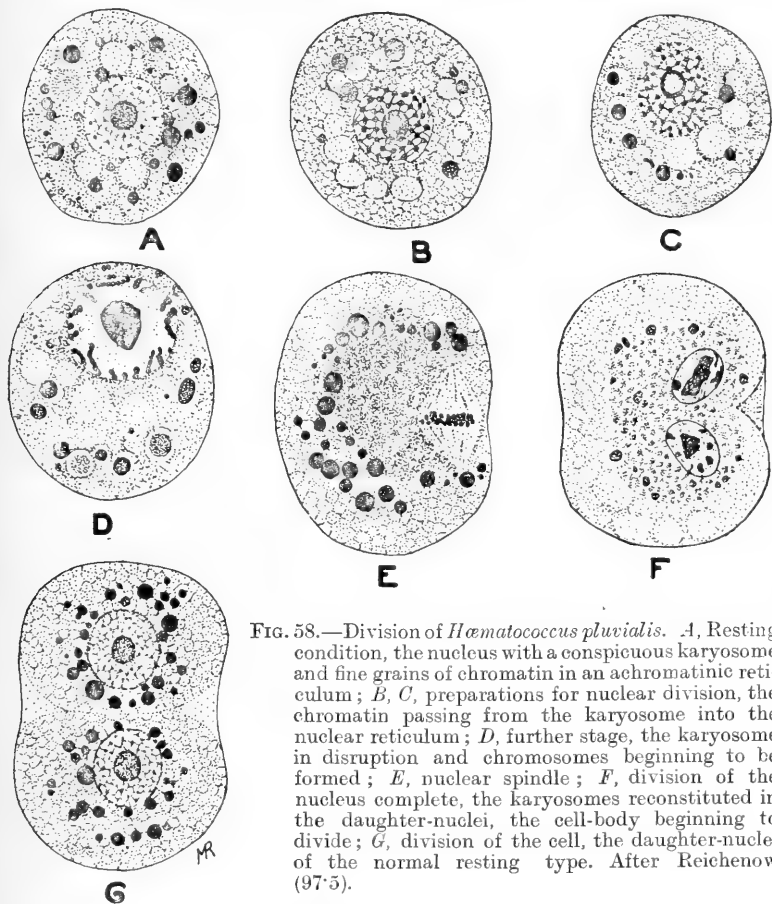 A
B
C
D
E
F
G
MR
FIG. 58.—Division of Hæmatococcus pluvialis. A, Resting
condition, the nucleus with a conspicuous karyosome
and fine grains of chromatin in an achromatinic reti
culum ; B, C, preparations for nuclear division, the
chromatin passing from the karyosome into the
nuclear reticulum ; D, further stage, the karyosome
in disruption and chromosomes beginning to be
formed ; E, nuclear spindle ; F, division of the
nucleus complete, the karyosomes reconstituted in
the daughter-nuclei, the cell-body beginning to
divide ; G, division of the cell, the daughter-nuclei
of the normal resting type. After Reichenow
(97·5).